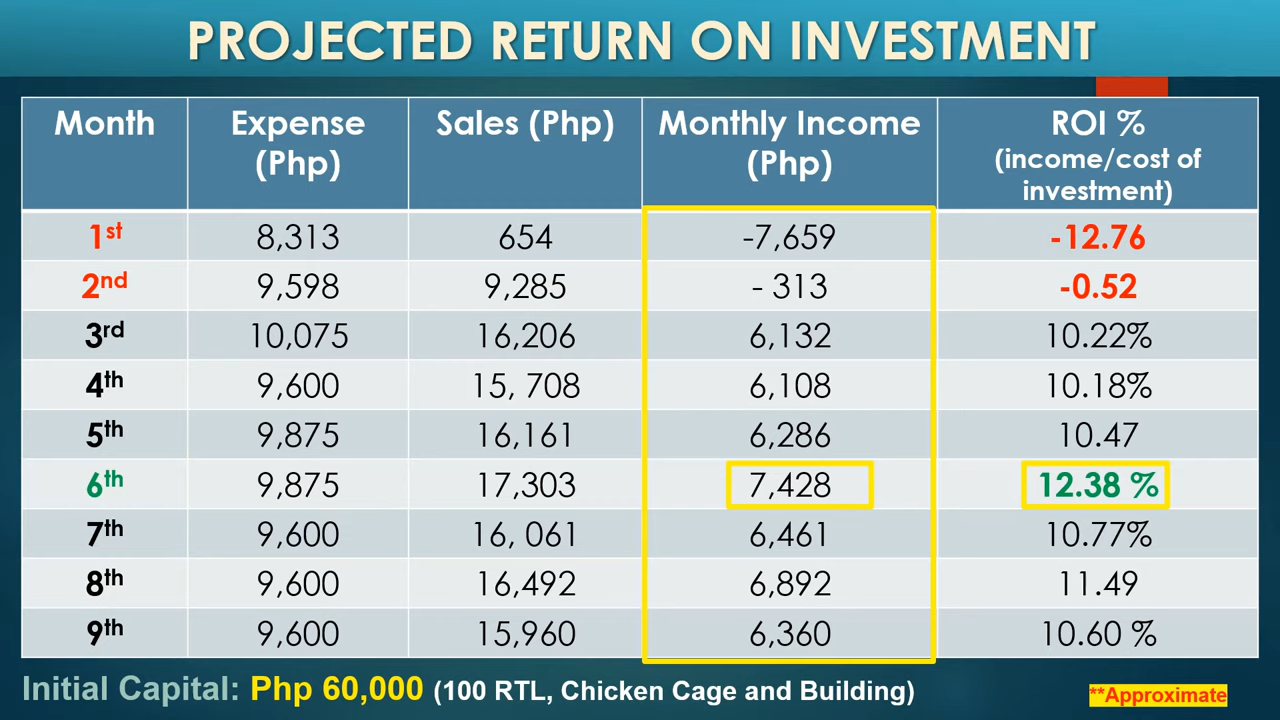 PROJECTED RETURN ON INVESTMENT
Month Expense (Php) Sales (Php) Monthly Income (Php) ROI % (income/cost of investment)
1st 8,313 654 -7,659 -12.76
2nd 9,598 9,285 - 313 -0.52
3rd 10,075 16,206 6,132 10.22%
4th 9,600 15, 708 6,108 10.18%
5th 9,875 16,161 6,286 10.47
6th 9,875 17,303 7,428 12.38 %
7th 9,600 16, 061 6,461 10.77%
8th 9,600 16,492 6,892 11.49
9th 9,600 15,960 6,360 10.60 %
Initial Capital: Php 60,000 (100 RTL, Chicken Cage and Building)
**Approximate